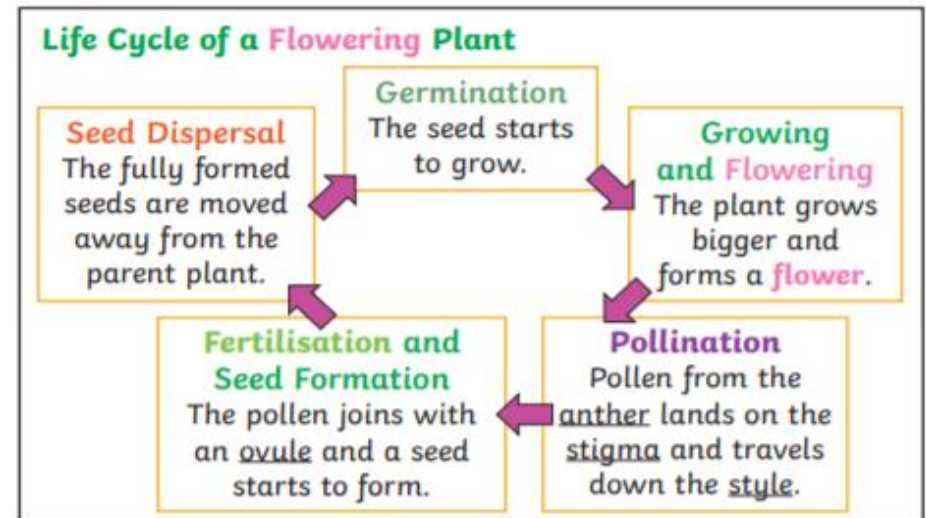 Life Cycle of a Flowering Plant
Germination
The seed starts
to grow.
Growing
and Flowering
The plant grows
bigger and
forms a flower.
Pollination
Pollen from the
anther lands on the
stigma and travels
down the style.
Fertilisation and
Seed Formation
The pollen joins with
an ovule and a seed
starts to form.
Seed Dispersal
The fully formed
seeds are moved
away from the
parent plant.